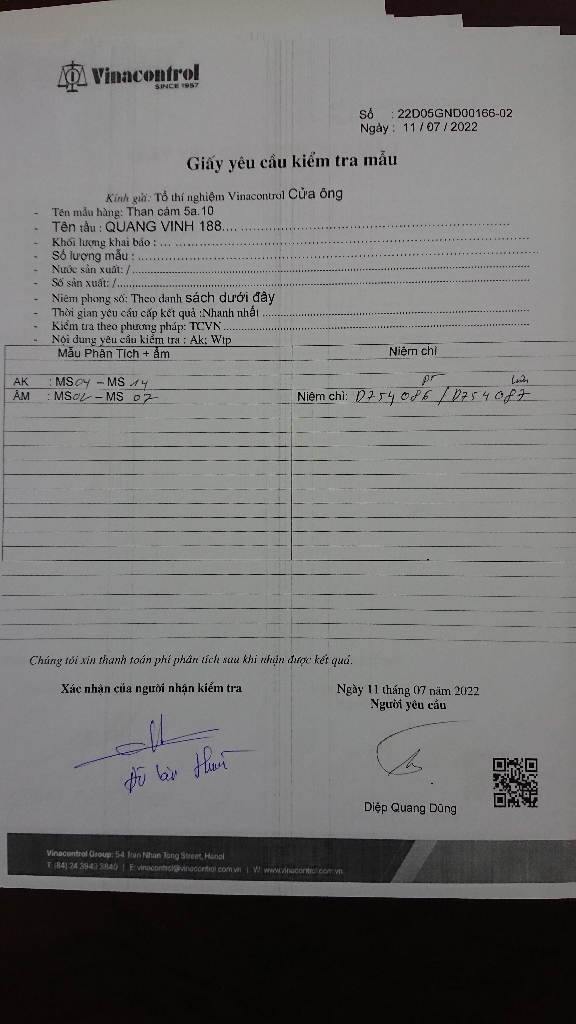 Vinacontrol
SINCE 1957
Số : 22D05GND00166-02
Ngày : 11 / 07 / 2022
Giấy yêu cầu kiểm tra mẫu
Kính gửi: Tổ thí nghiệm Vinacontrol Cửa ông
- Tên mẫu hàng: Than cám 5a.10
- Tên tàu : QUANG VINH 188....
- Khối lượng khai báo : ...
- Số lượng mẫu :
- Nước sản xuất: /
- Số sản xuất: /
- Niêm phong số: Theo danh sách dưới đây
- Thời gian yêu cầu cấp kết quả :Nhanh nhất
- Kiểm tra theo phương pháp: TCVN
- Nội dung yêu cầu kiểm tra : Ak; Wtp
Mẫu Phân Tích + ẩm Niêm chì
PT Lưu
AK : MS04 – MS 14
ÂM : MS02 – MS 07 Niêm chì: D754086 / D754087
Chúng tôi xin thanh toán phí phân tích sau khi nhận được kết quả.
Xác nhận của người nhận kiểm tra Ngày 11 tháng 07 năm 2022
Người yêu cầu
Diệp Quang Dũng
Vinacontrol Group: 54 Tran Nhan Tong Street, Hanoi
T: (84) 24 3943 3840 | E: vinacontrol@vinacontrol.com.vn | W: www.vinacontrol.com.vn